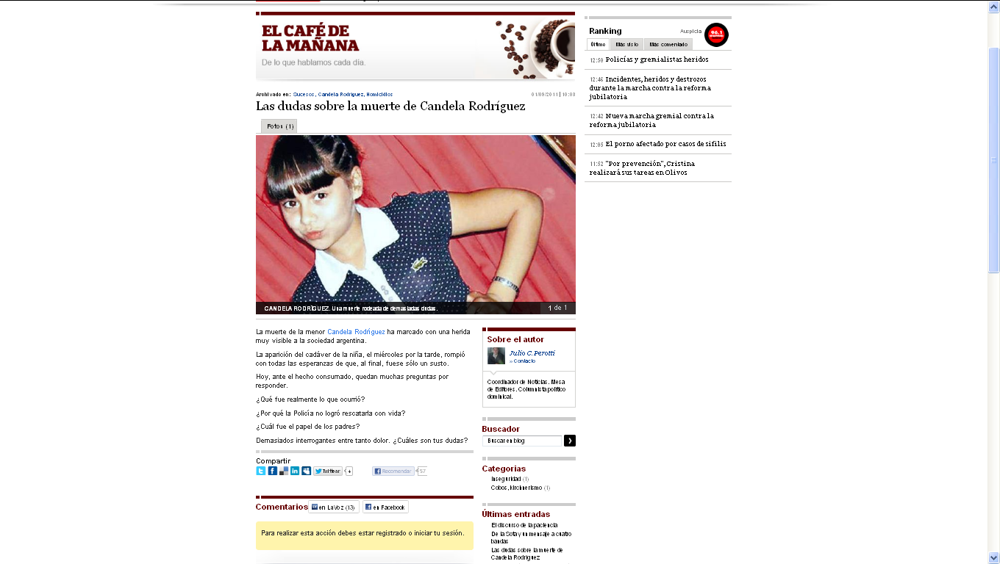 EL CAFÉ DE
LA MAÑANA
De lo que hablamos cada día.
Archivado en: Sucesos, Candela Rodríguez, Homicidios
01/09/2011 | 10:08
Las dudas sobre la muerte de Candela Rodríguez
Fotos (1)
CANDELA RODRÍGUEZ. Una muerte rodeada de demasiadas dudas.
1 de 1
La muerte de la menor Candela Rodríguez ha marcado con una herida
muy visible a la sociedad argentina.
La aparición del cadáver de la niña, el miércoles por la tarde, rompió
con todas las esperanzas de que, al final, fuese sólo un susto.
Hoy, ante el hecho consumado, quedan muchas preguntas por
responder.
¿Qué fue realmente lo que ocurrió?
¿Por qué la Policía no logró rescatarla con vida?
¿Cuál fue el papel de los padres?
Demasiados interrogantes entre tanto dolor. ¿Cuáles son tus dudas?
Compartir
Twittear
4
Recomendar
57
Comentarios
en LaVoz (13)
en Facebook
Para realizar esta acción debes estar registrado o iniciar tu sesión.
Sobre el autor
Julio C. Perotti
» Contacto
Coordinador de Noticias. Mesa
de Editores. Columnista político
dominical.
Buscador
Buscar en blog
Categorías
Inseguridad (1)
Cobos, kirchnerismo (1)
Últimas entradas
El discurso de la paciencia
De la Sota y un mensaje a cuatro
bandas
Las dudas sobre la muerte de
Candela Rodríguez
Ranking
Auspicia
96.1
Último
Más visto
Más comentado
12:50 Policías y gremialistas heridos
12:46 Incidentes, heridos y destrozos
durante la marcha contra la reforma
jubilatoria
12:42 Nueva marcha gremial contra la
reforma jubilatoria
12:05 El porno afectado por casos de sífilis
11:52 "Por prevención", Cristina
realizará sus tareas en Olivos